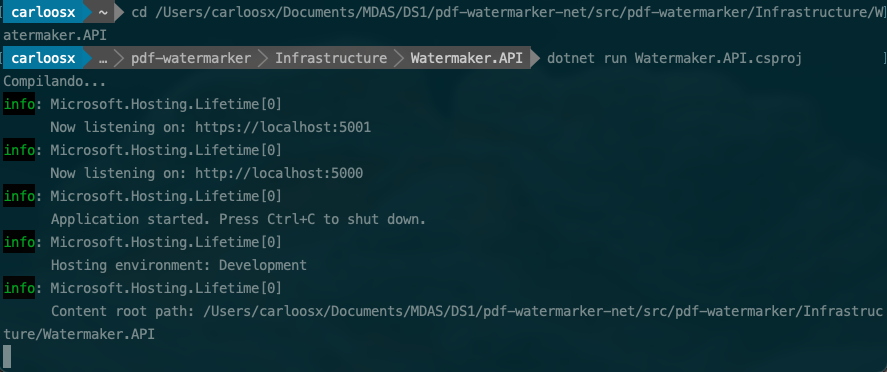 carloosx ~ cd /Users/carloosx/Documents/MDAS/DS1/pdf-watermarker-net/src/pdf-watermarker/Infrastructure/W
atermaker.API
carloosx … pdf-watermarker Infrastructure Watermaker.API dotnet run Watermaker.API.csproj
Compilando...
info: Microsoft.Hosting.Lifetime[0]
Now listening on: https://localhost:5001
info: Microsoft.Hosting.Lifetime[0]
Now listening on: http://localhost:5000
info: Microsoft.Hosting.Lifetime[0]
Application started. Press Ctrl+C to shut down.
info: Microsoft.Hosting.Lifetime[0]
Hosting environment: Development
info: Microsoft.Hosting.Lifetime[0]
Content root path: /Users/carloosx/Documents/MDAS/DS1/pdf-watermarker-net/src/pdf-watermarker/Infrastruc
ture/Watermaker.API